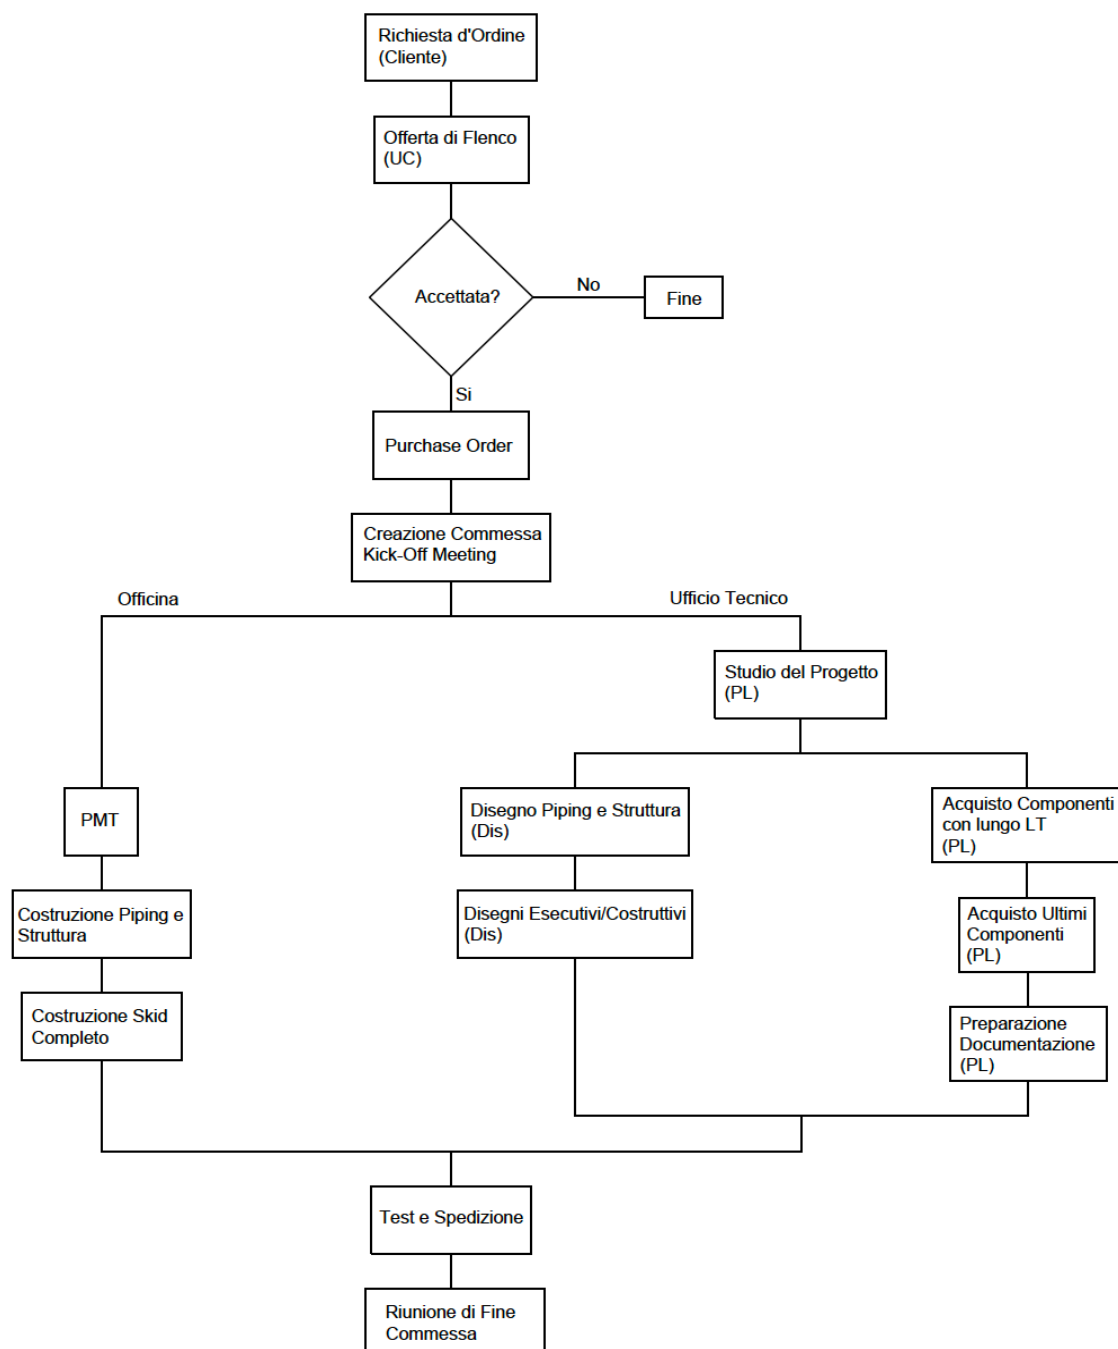 Richiesta d'Ordine
(Cliente)
Offerta di Flenco
(UC)
Accettata?
No
Fine
Si
Purchase Order
Creazione Commessa
Kick-Off Meeting
Officina
Ufficio Tecnico
Studio del Progetto
(PL)
PMT
Disegno Piping e Struttura
(Dis)
Acquisto Componenti
con lungo LT
(PL)
Costruzione Piping e
Struttura
Disegni Esecutivi/Costruttivi
(Dis)
Acquisto Ultimi
Componenti
(PL)
Costruzione Skid
Completo
Preparazione
Documentazione
(PL)
Test e Spedizione
Riunione di Fine
Commessa